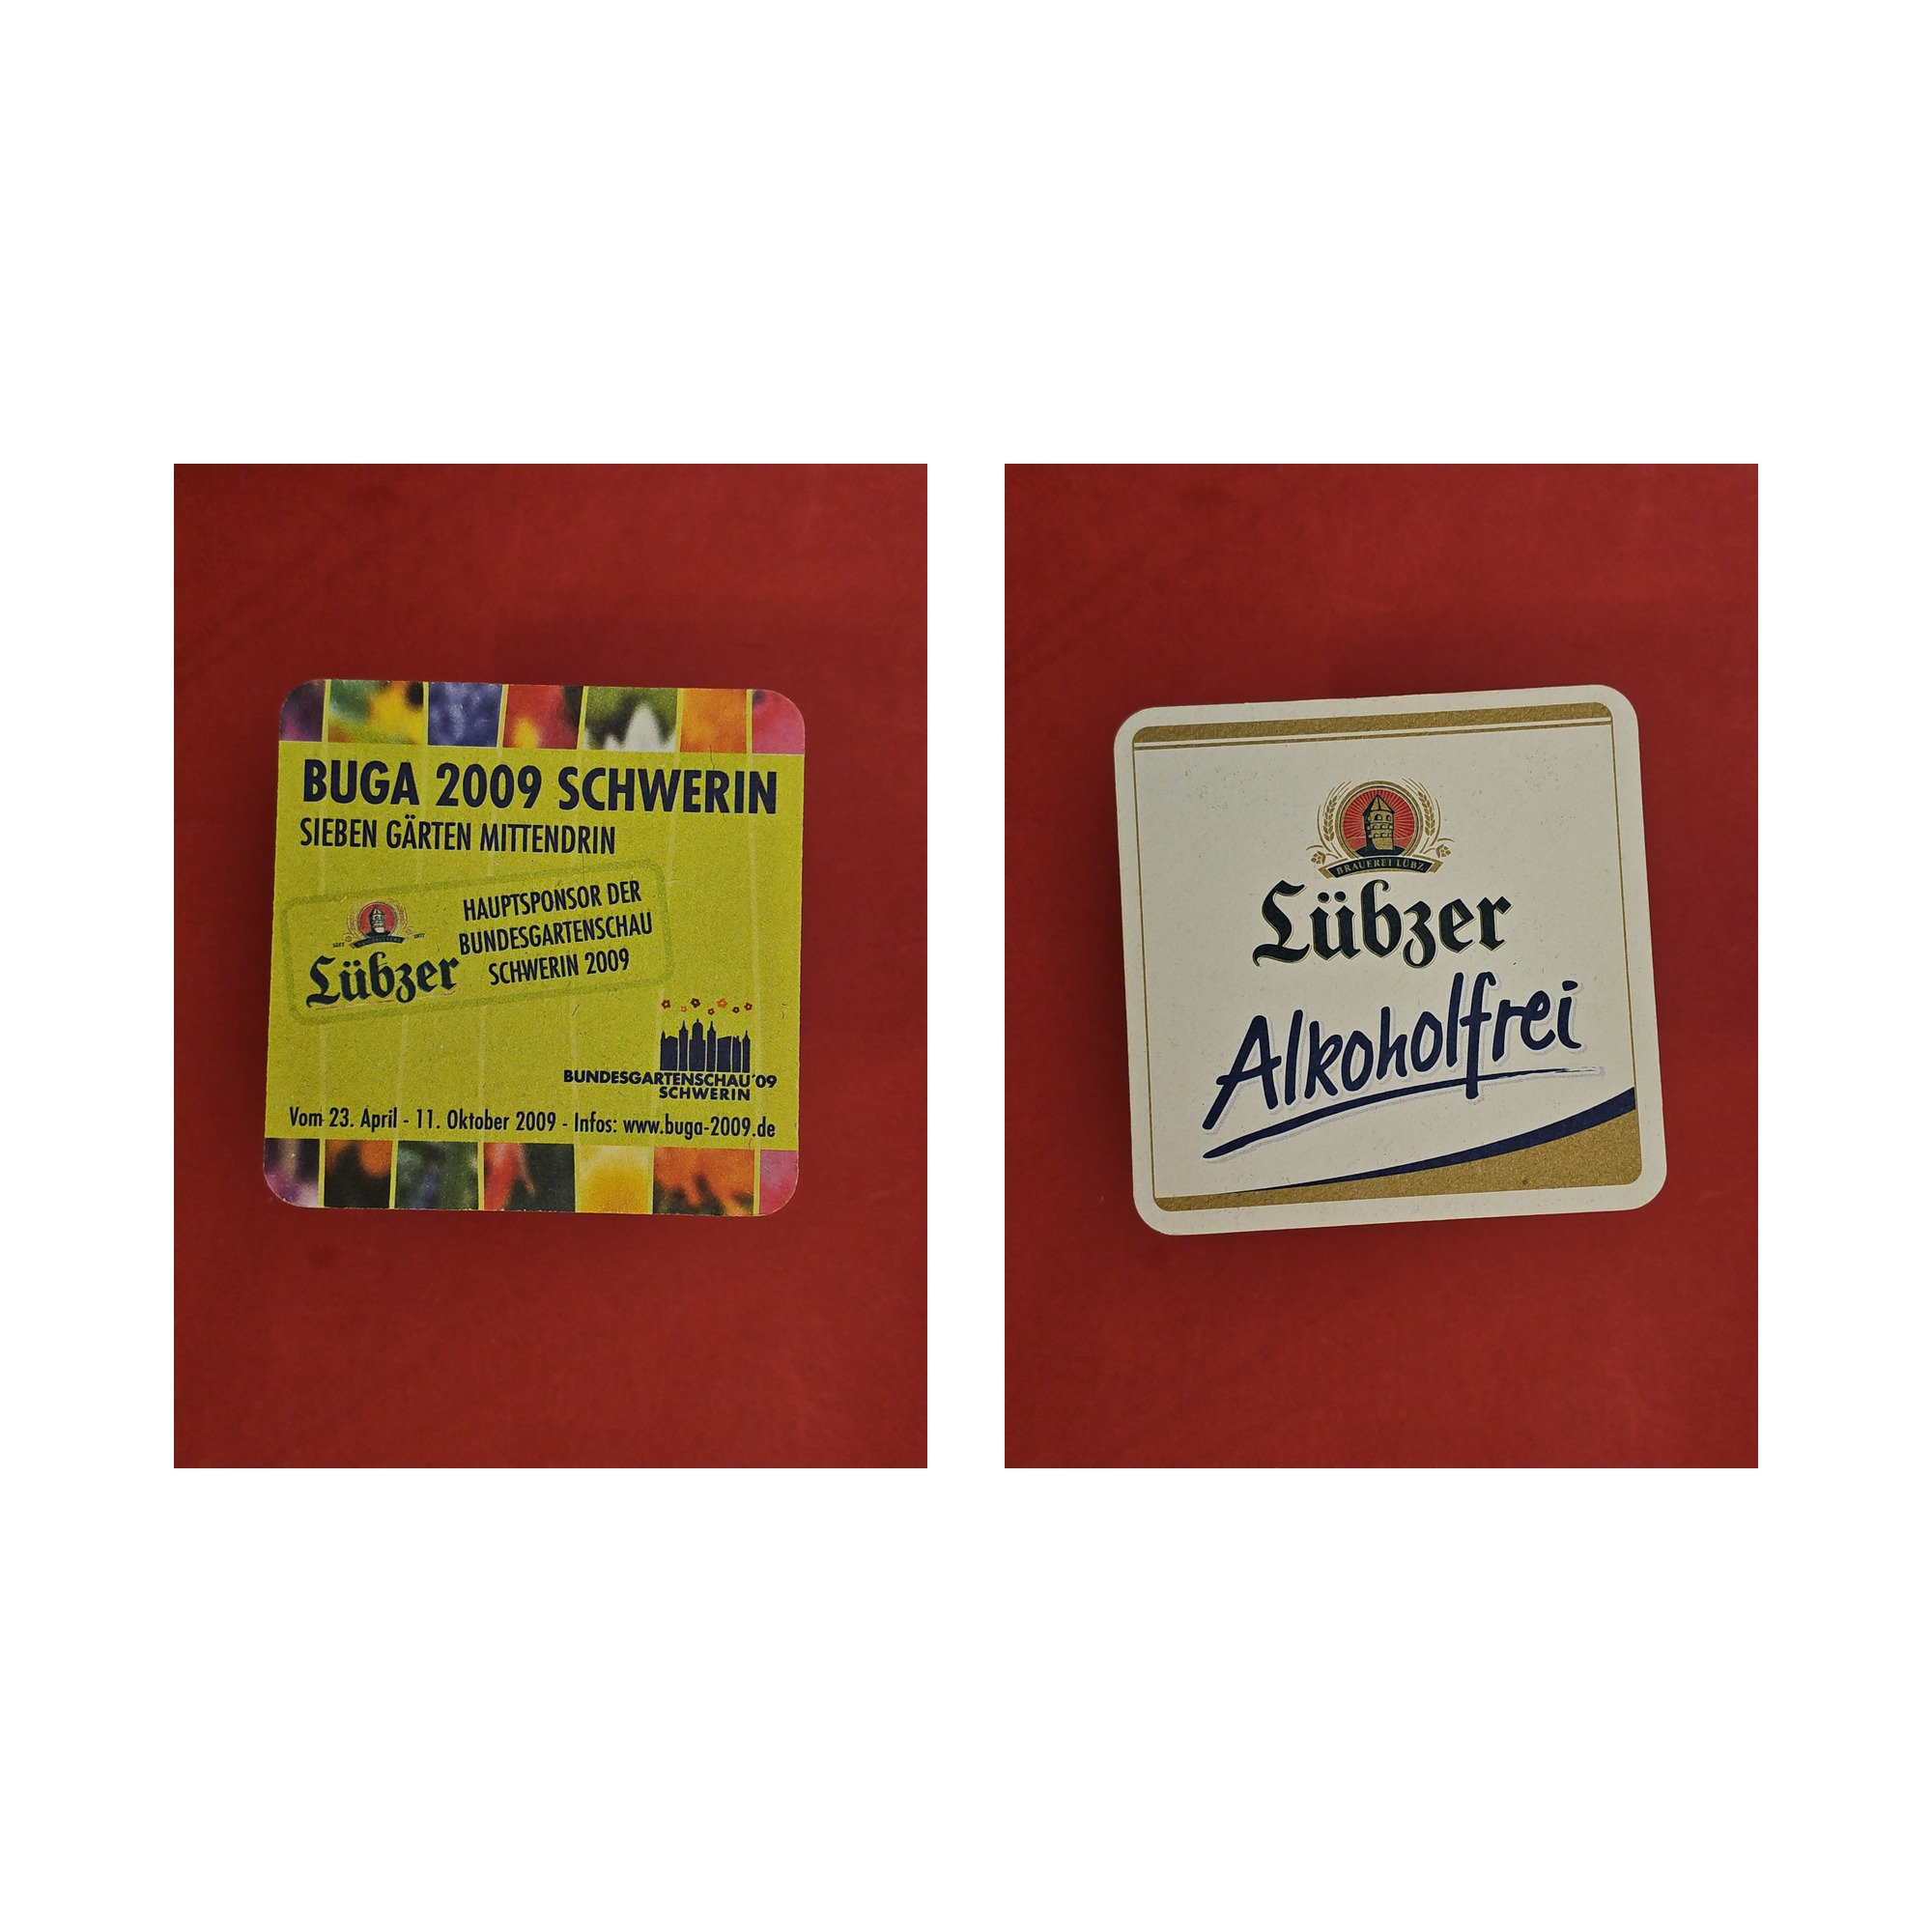 BUGA 2009 SCHWERIN
SIEBEN GÄRTEN MITTENDRIN
HAUPTSPONSOR DER
BUNDESGARTENSCHAU
SCHWERIN 2009
Lübzer
BUNDESGARTENSCHAU'09
SCHWERIN
Vom 23. April - 11. Oktober 2009 - Infos: www.buga-2009.de
BRAUEREI LÜBZ
Lübzer
Alkoholfrei